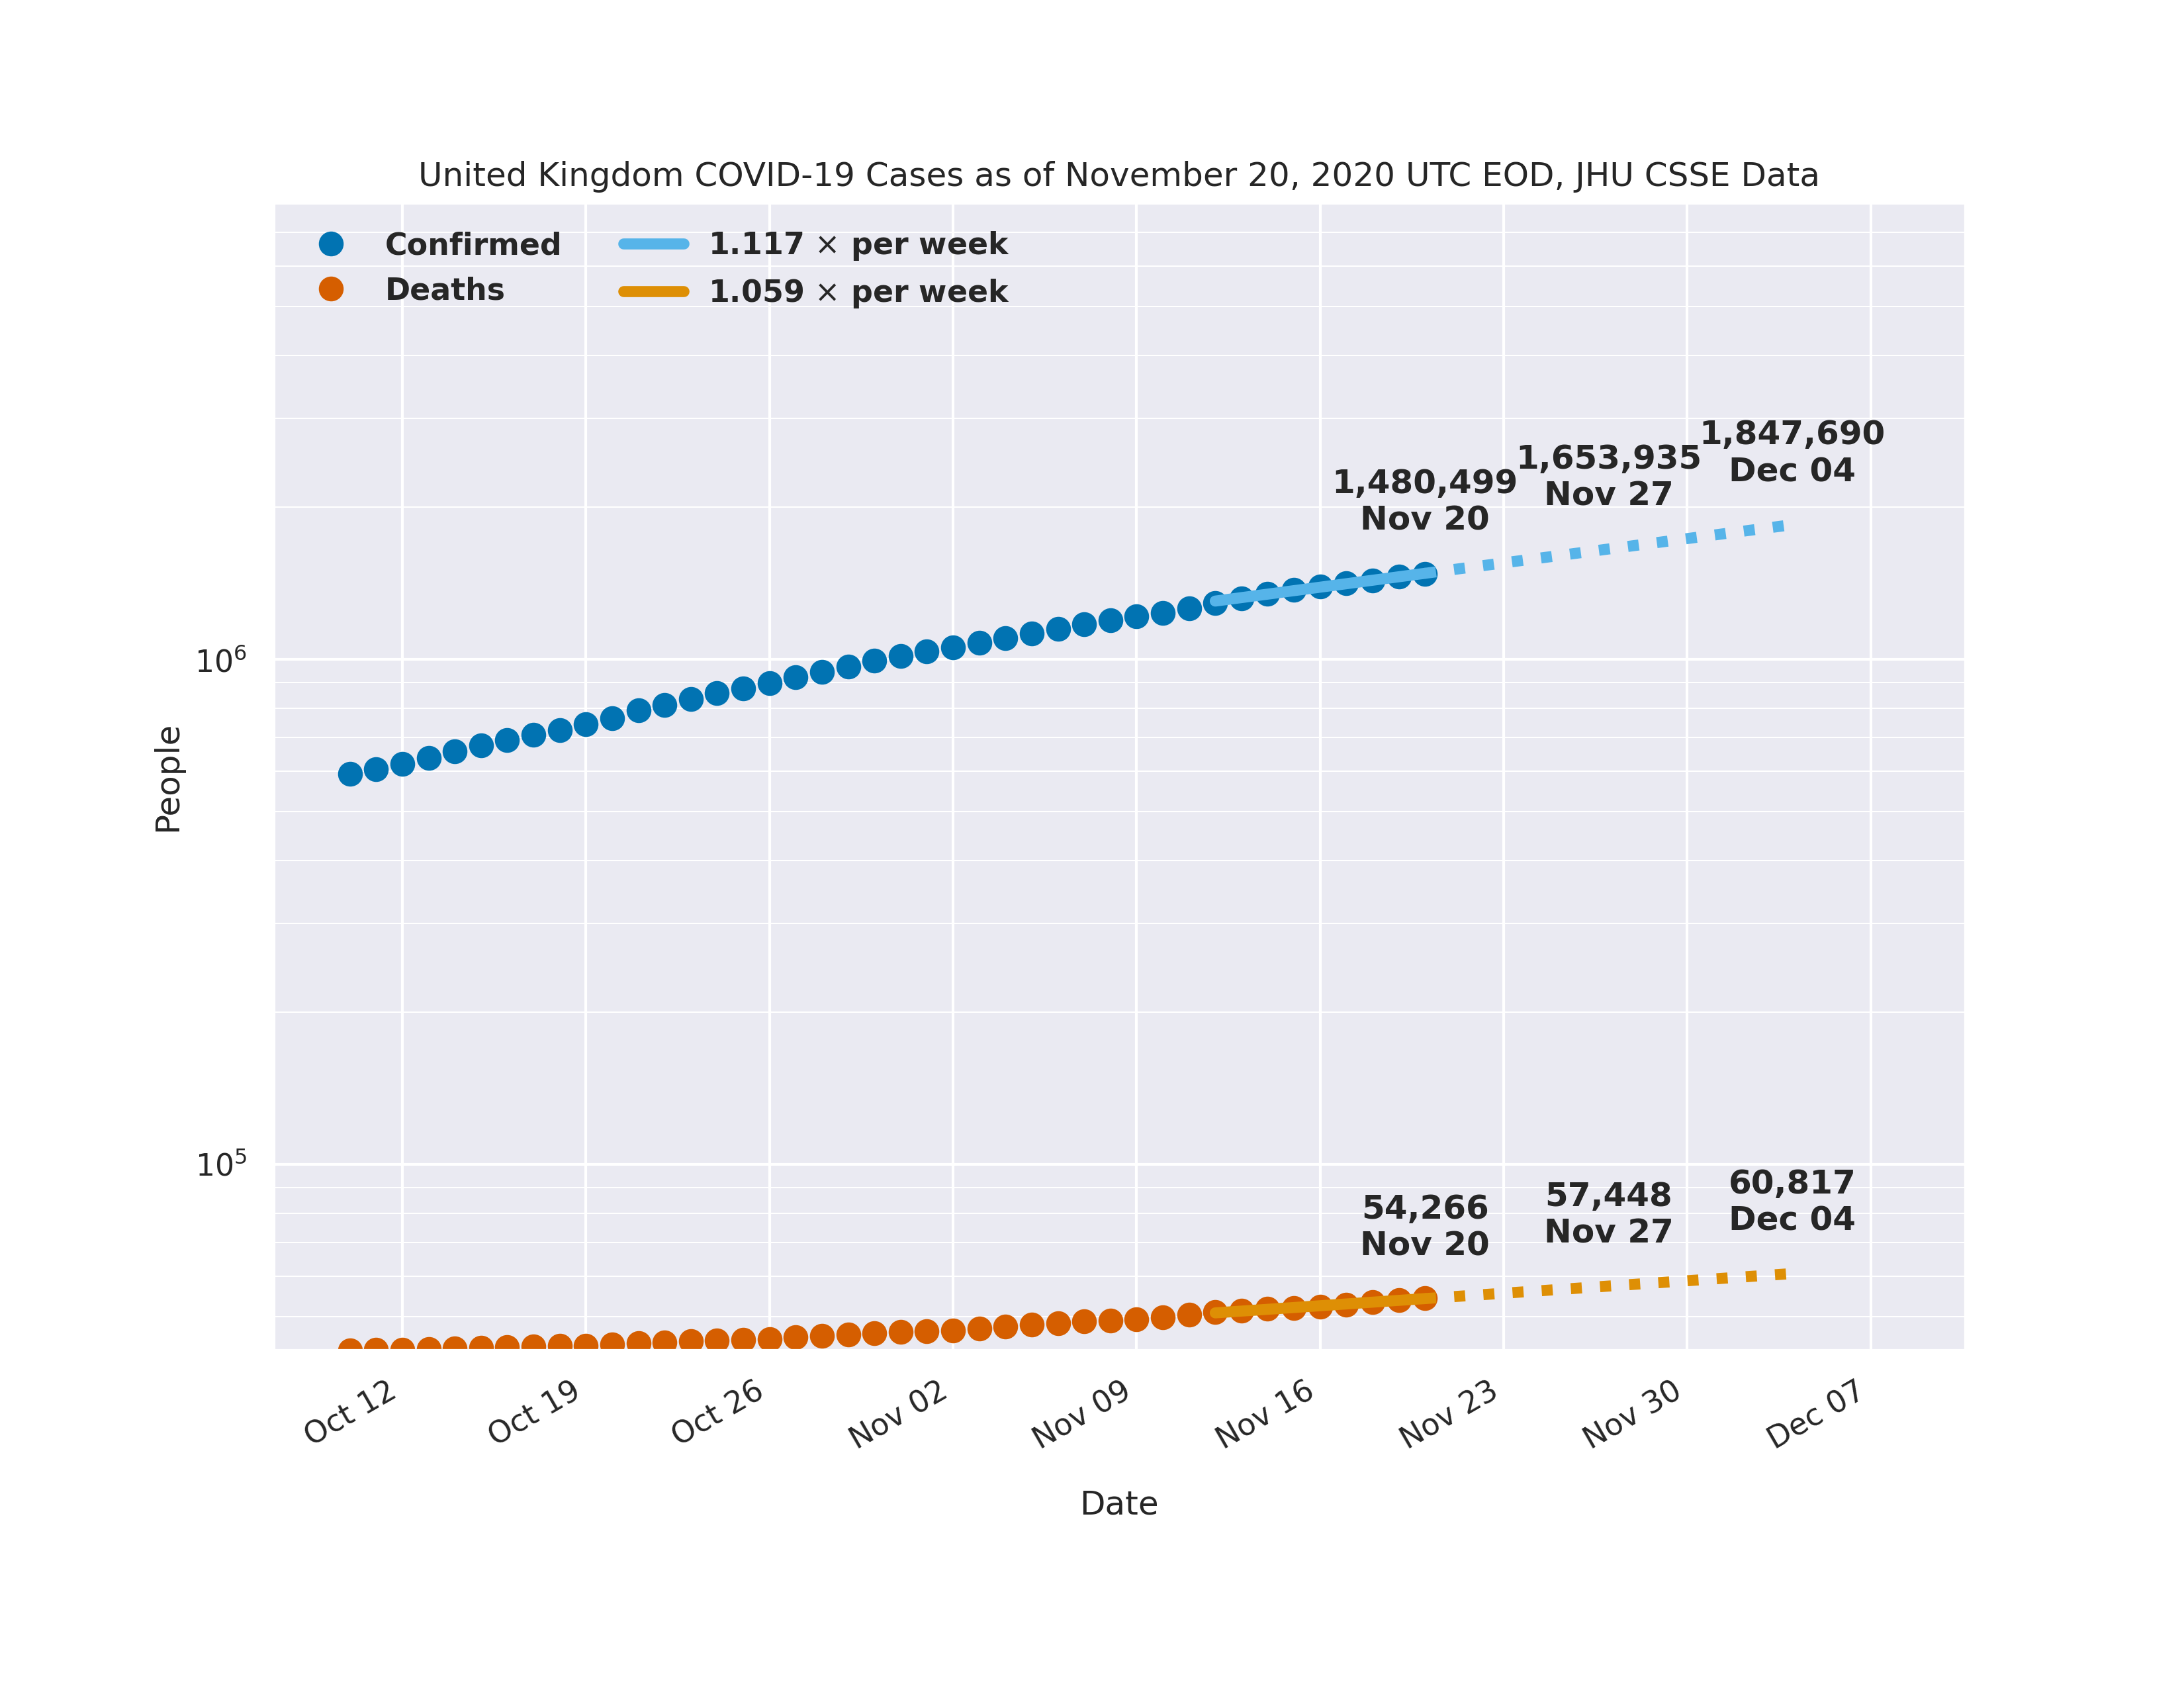 United Kingdom COVID-19 Cases as of November 20, 2020 UTC EOD, JHU CSSE Data
Confirmed
Deaths
1.117 × per week
1.059 × per week
1,480,499
Nov 20
1,653,935
Nov 27
1,847,690
Dec 04
54,266
Nov 20
57,448
Nov 27
60,817
Dec 04
People
10⁶
10⁵
Oct 12
Oct 19
Oct 26
Nov 02
Nov 09
Nov 16
Nov 23
Nov 30
Dec 07
Date